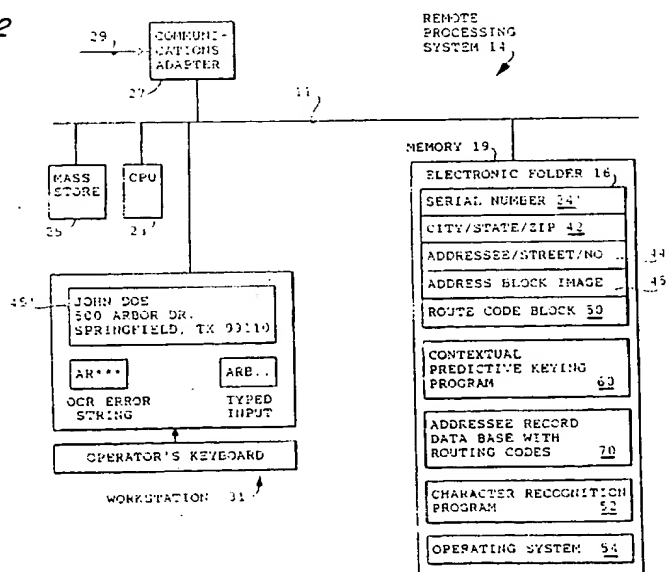 2
29
COMMUNI-
CATIONS
ADAPTER
27
REMOTE
PROCESSING
SYSTEM 14
11
MASS
STORE
25
CPU
23
MEMORY 19
ELECTRONIC FOLDER 16
SERIAL NUMBER 34'
CITY/STATE/ZIP 42
ADDRESSEE/STREET/NO 44
ADDRESS BLOCK IMAGE 46
ROUTE CODE BLOCK 50
CONTEXTUAL
PREDICTIVE KEYING
PROGRAM 60
ADDRESSEE RECORD
DATA BASE WITH
ROUTING CODES 70
CHARACTER RECOGNITION
PROGRAM 52
OPERATING SYSTEM 54
46'
JOHN DOE
500 ARBOR DR.
SPRINGFIELD, TX 99110
AR***
OCR ERROR
STRING
ARB..
TYPED
INPUT
OPERATOR'S KEYBOARD
WORKSTATION 31